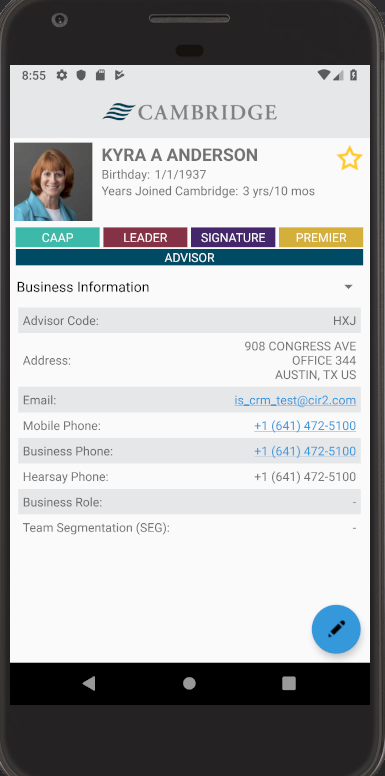 8:55
CAMBRIDGE
KYRA A ANDERSON
Birthday: 1/1/1937
Years Joined Cambridge: 3 yrs/10 mos
CAAP LEADER SIGNATURE PREMIER
ADVISOR
Business Information
Advisor Code: HXJ
Address: 908 CONGRESS AVE
OFFICE 344
AUSTIN, TX US
Email: is_crm_test@cir2.com
Mobile Phone: +1 (641) 472-5100
Business Phone: +1 (641) 472-5100
Hearsay Phone: +1 (641) 472-5100
Business Role: -
Team Segmentation (SEG): -